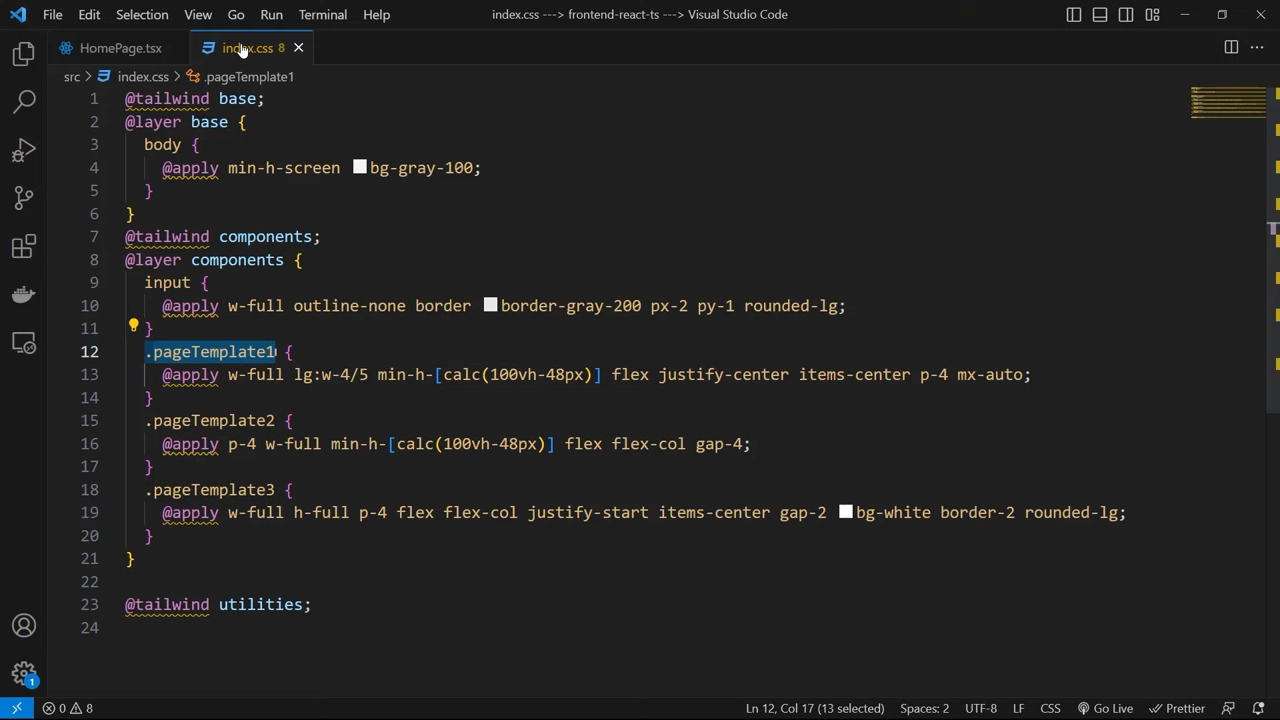 File Edit Selection View Go Run Terminal Help index.css ---> frontend-react-ts ---> Visual Studio Code
HomePage.tsx index.css 8
src > index.css > .pageTemplate1
1 @tailwind base;
2 @layer base {
3 body {
4 @apply min-h-screen bg-gray-100;
5 }
6 }
7 @tailwind components;
8 @layer components {
9 input {
10 @apply w-full outline-none border border-gray-200 px-2 py-1 rounded-lg;
11 }
12 .pageTemplate1 {
13 @apply w-full lg:w-4/5 min-h-[calc(100vh-48px)] flex justify-center items-center p-4 mx-auto;
14 }
15 .pageTemplate2 {
16 @apply p-4 w-full min-h-[calc(100vh-48px)] flex flex-col gap-4;
17 }
18 .pageTemplate3 {
19 @apply w-full h-full p-4 flex flex-col justify-start items-center gap-2 bg-white border-2 rounded-lg;
20 }
21 }
22
23 @tailwind utilities;
24
1
0 8 Ln 12, Col 17 (13 selected) Spaces: 2 UTF-8 LF CSS Go Live Prettier